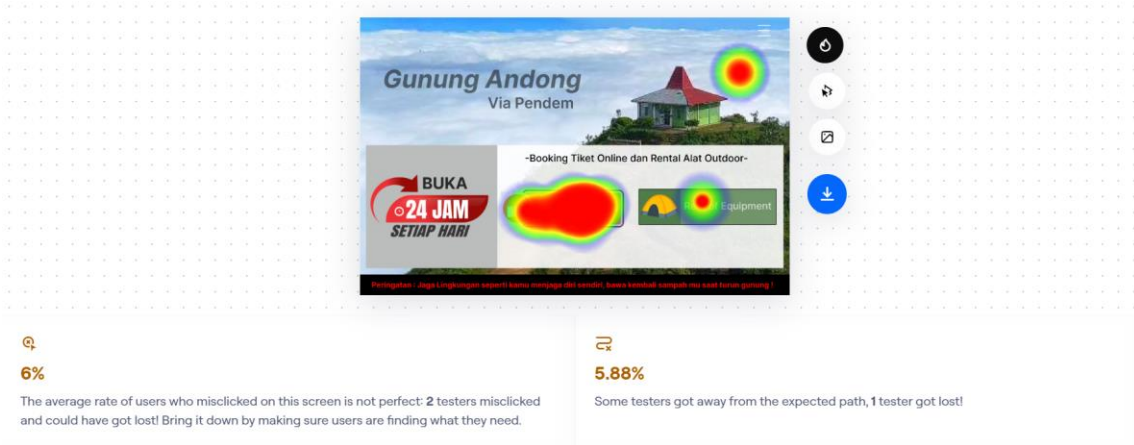 Gunung Andong
Via Pendem
-Booking Tiket Online dan Rental Alat Outdoor-
BUKA
24 JAM
SETIAP HARI
Equipment
Peringatan : Jaga Lingkungan seperti kamu menjaga diri sendiri, bawa kembali sampah mu saat turun gunung !
6%
The average rate of users who misclicked on this screen is not perfect: 2 testers misclicked
and could have got lost! Bring it down by making sure users are finding what they need.
5.88%
Some testers got away from the expected path, 1 tester got lost!